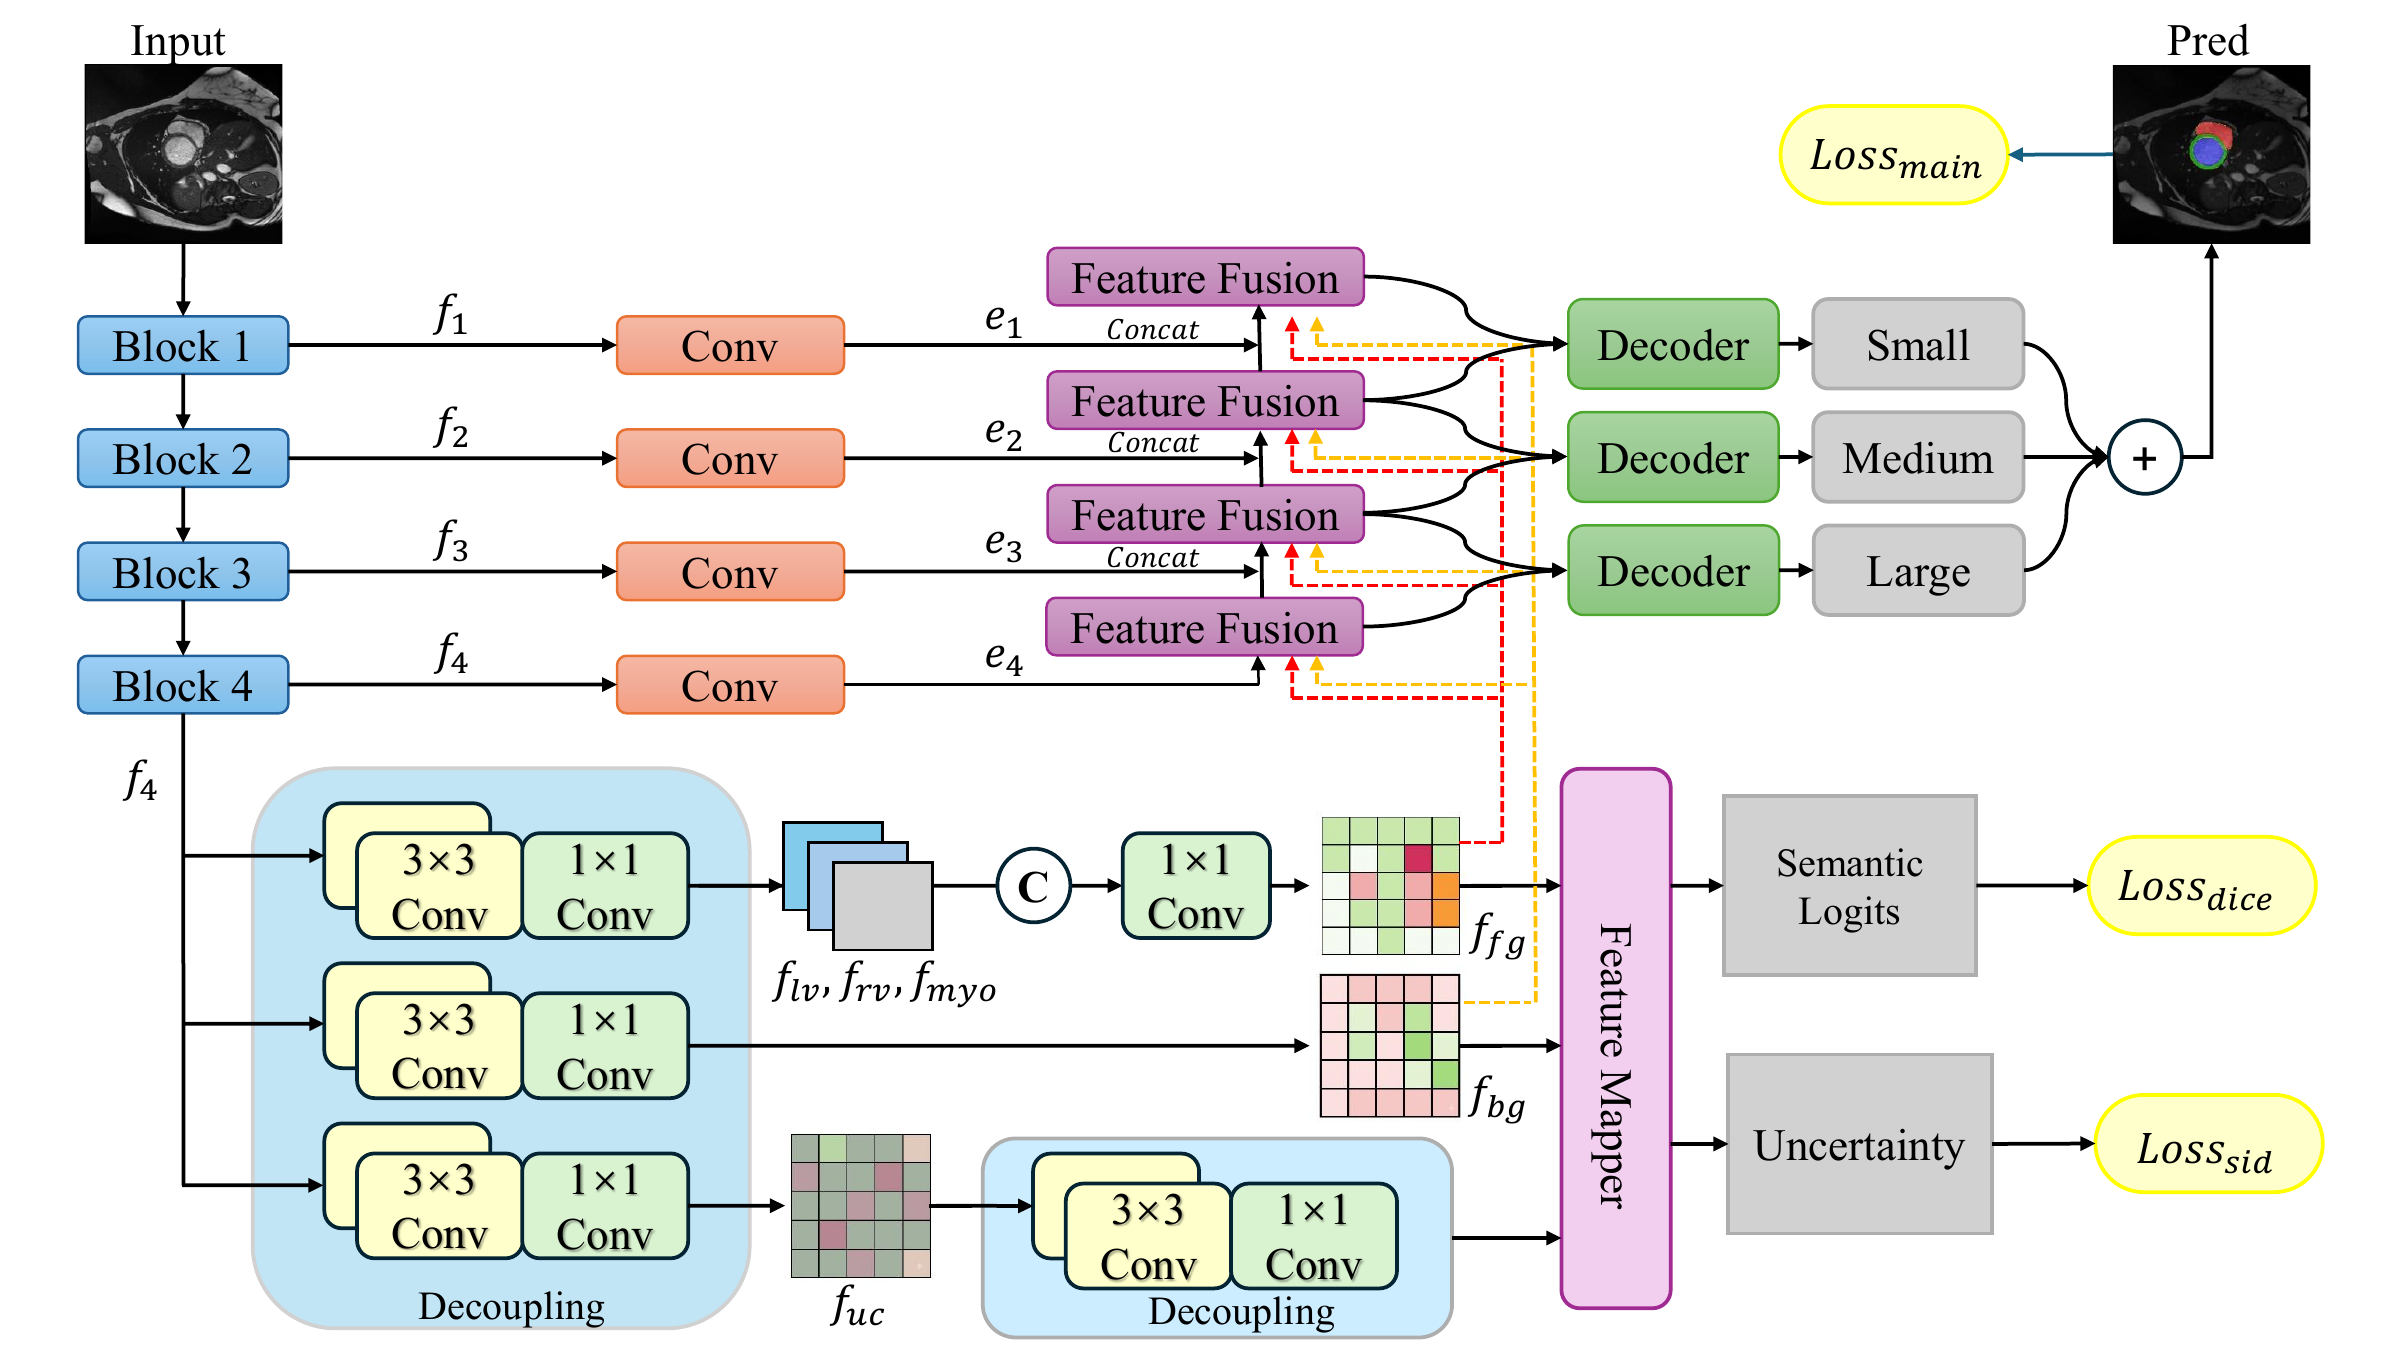 Input
Pred
Loss_main
Feature Fusion
f_1
e_1
Concat
Block 1
Conv
Decoder
Small
Feature Fusion
f_2
e_2
Concat
Block 2
Conv
Decoder
Medium
+
Feature Fusion
f_3
e_3
Concat
Block 3
Conv
Decoder
Large
Feature Fusion
f_4
e_4
Block 4
Conv
f_4
3×3
Conv
1×1
Conv
C
1×1
Conv
f_fg
f_lv, f_rv, f_myo
Semantic
Logits
Loss_dice
3×3
Conv
1×1
Conv
f_bg
Feature Mapper
3×3
Conv
1×1
Conv
f_uc
3×3
Conv
1×1
Conv
Uncertainty
Loss_sid
Decoupling
Decoupling